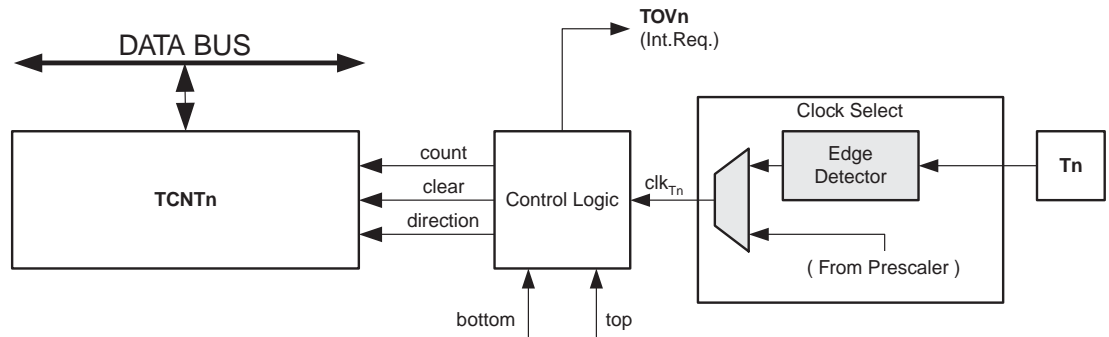 TOVn
(Int.Req.)
DATA BUS
Clock Select
count
clear
direction
TCNTn
Control Logic
clkTn
Edge
Detector
Tn
( From Prescaler )
bottom
top